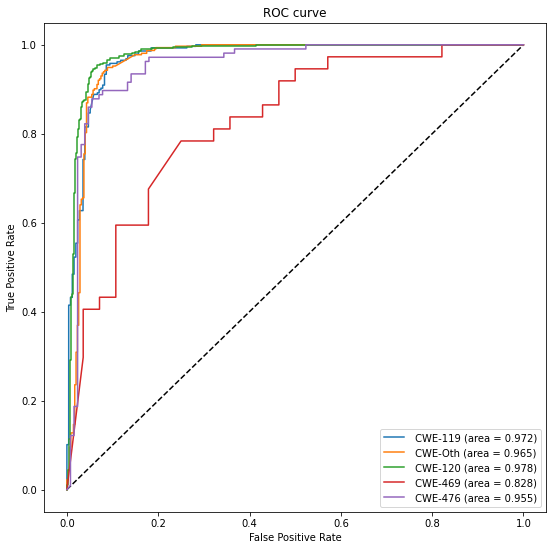 ROC curve
True Positive Rate
1.0
0.8
0.6
0.4
0.2
0.0
CWE-119 (area = 0.972)
CWE-Oth (area = 0.965)
CWE-120 (area = 0.978)
CWE-469 (area = 0.828)
CWE-476 (area = 0.955)
0.0 0.2 0.4 0.6 0.8 1.0
False Positive Rate